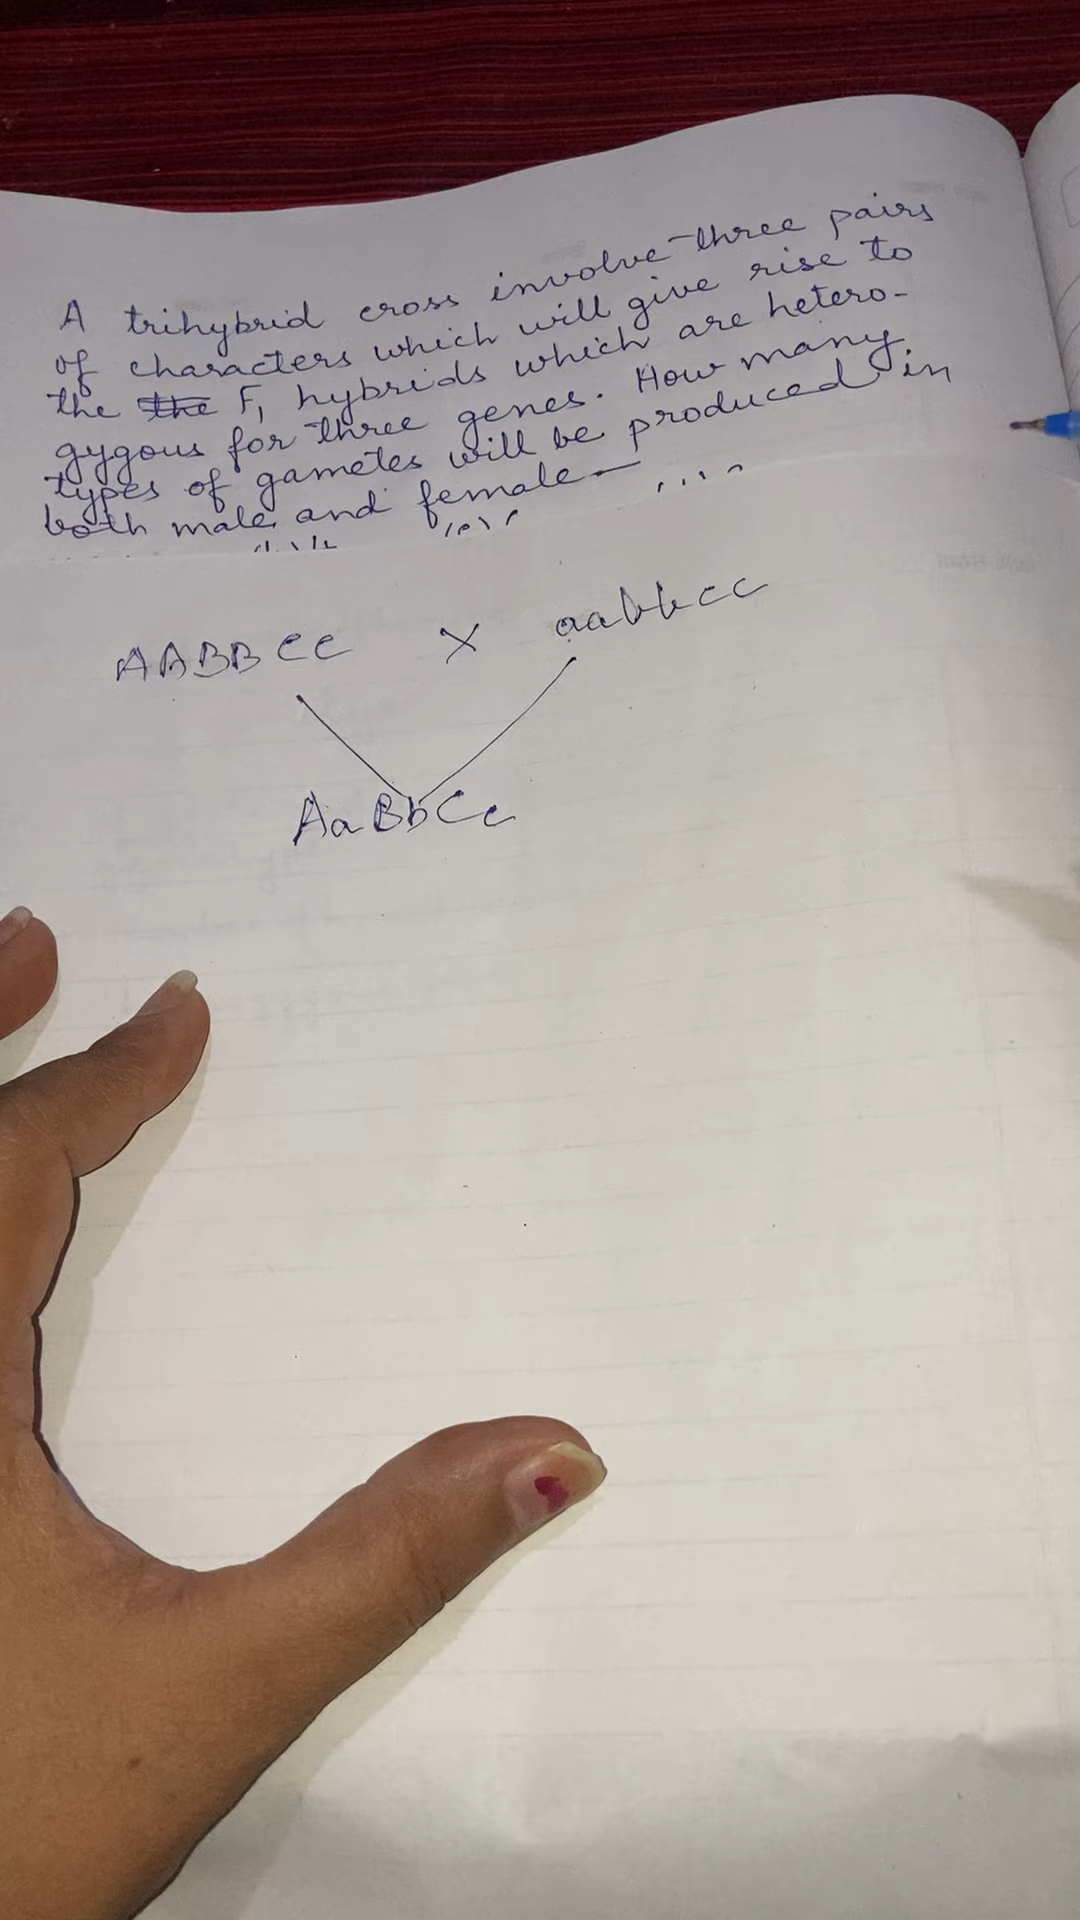 A trihybrid cross involve three pairs
of characters which will give rise to
the the F1 hybrids which are hetero-
gygous for three genes. How many
types of gametes will be produced in
both male and female —
AABBCC × aabbcc
AaBbCc